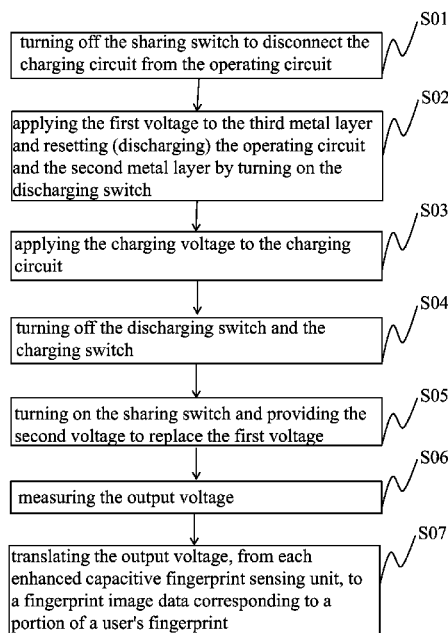 S01
turning off the sharing switch to disconnect the
charging circuit from the operating circuit
S02
applying the first voltage to the third metal layer
and resetting (discharging) the operating circuit
and the second metal layer by turning on the
discharging switch
S03
applying the charging voltage to the charging
circuit
S04
turning off the discharging switch and the
charging switch
S05
turning on the sharing switch and providing the
second voltage to replace the first voltage
S06
measuring the output voltage
S07
translating the output voltage, from each
enhanced capacitive fingerprint sensing unit, to
a fingerprint image data corresponding to a
portion of a user's fingerprint